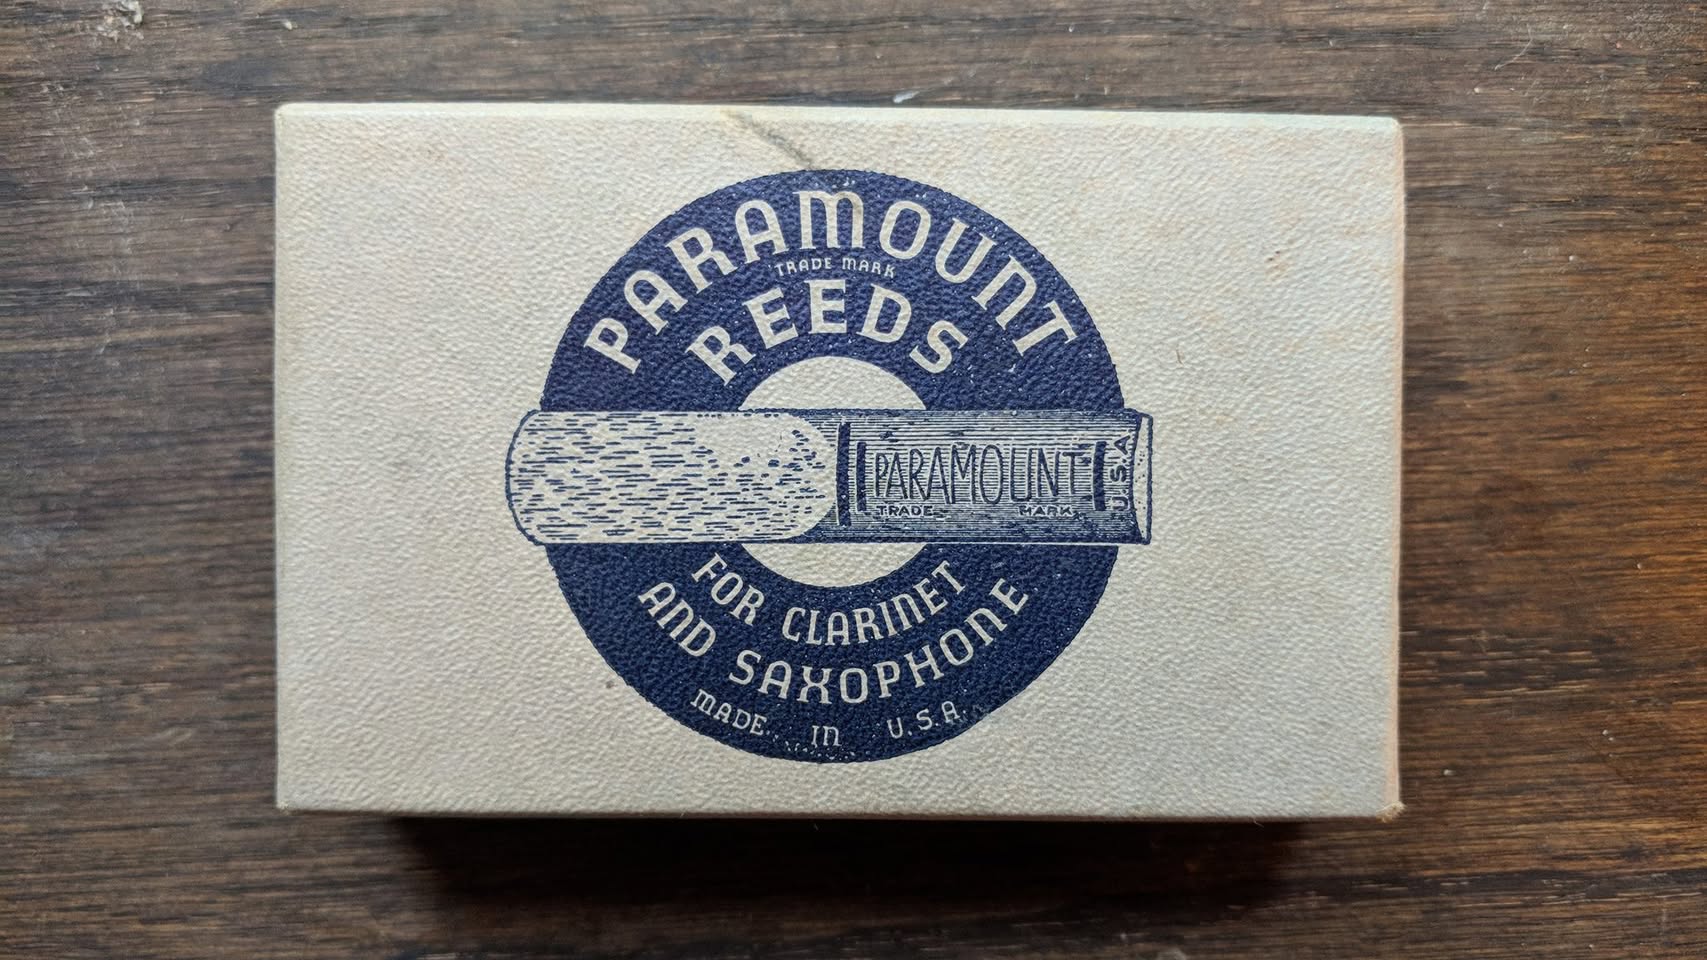 PARAMOUNT
TRADE MARK
REEDS
PARAMOUNT
TRADE MARK
U.S.A
FOR CLARINET
AND SAXOPHONE
MADE IN U.S.A.